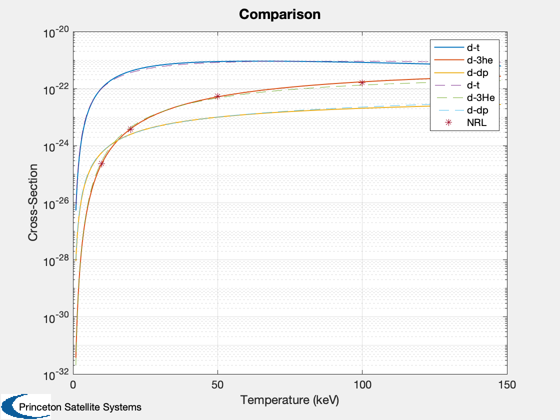 Comparison
10^-20
10^-22
10^-24
10^-26
10^-28
10^-30
10^-32
Cross-Section
0
50
100
150
Temperature (keV)
d-t
d-3he
d-dp
d-t
d-3He
d-dp
NRL
Princeton Satellite Systems